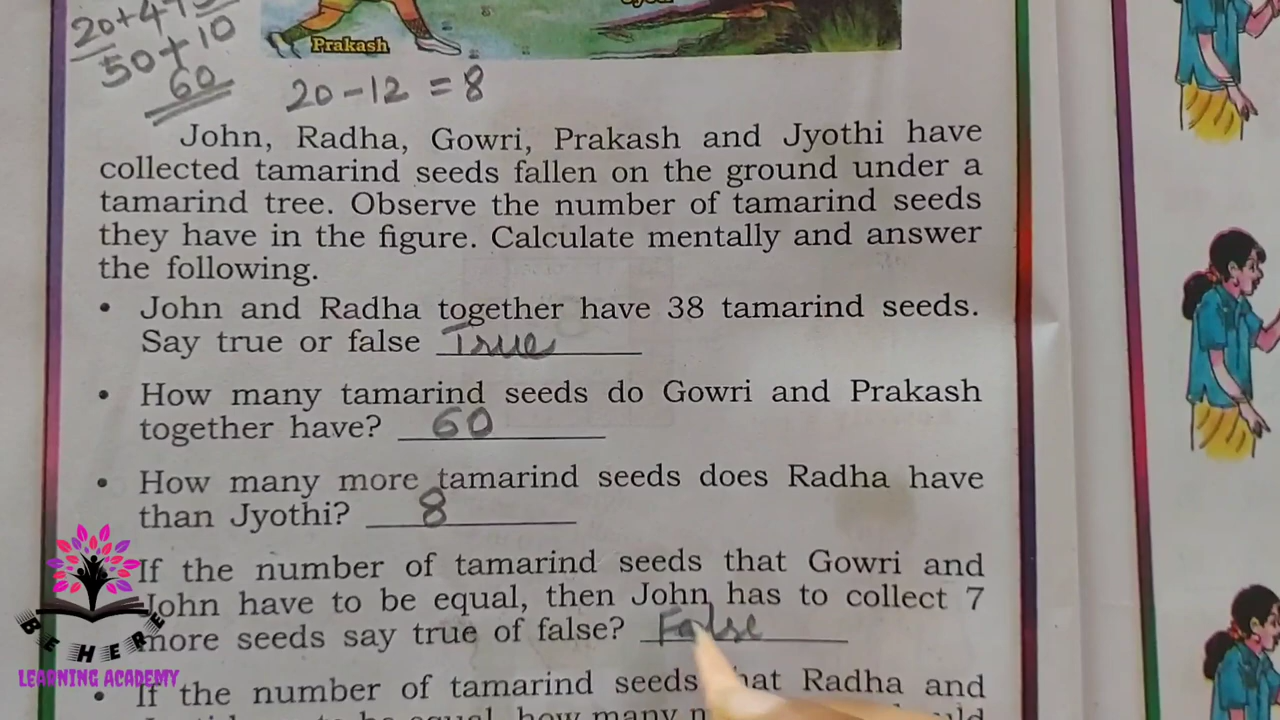 20+4
50+10
60
Prakash
20-12 = 8
John, Radha, Gowri, Prakash and Jyothi have
collected tamarind seeds fallen on the ground under a
tamarind tree. Observe the number of tamarind seeds
they have in the figure. Calculate mentally and answer
the following.
• John and Radha together have 38 tamarind seeds.
Say true or false True
• How many tamarind seeds do Gowri and Prakash
together have? 60
• How many more tamarind seeds does Radha have
than Jyothi? 8
If the number of tamarind seeds that Gowri and
John have to be equal, then John has to collect 7
more seeds say true of false? False
• If the number of tamarind seeds that Radha and
BE HERE
LEARNING ACADEMY